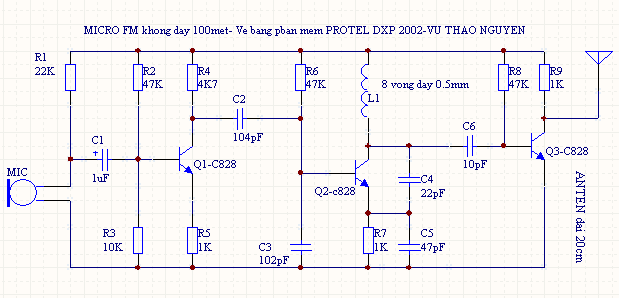 MICRO FM khong day 100met- Ve bang pban mem PROTEL DXP 2002-VU THAO NGUYEN
R1
22K
R2
47K
R4
4K7
R6
47K
L1
8 vong day 0.5mm
R8
47K
R9
1K
C2
104pF
C1
+
1uF
Q1-C828
C6
10pF
Q3-C828
MIC
Q2-c828
C4
22pF
ANTEN dai 20cm
R3
10K
R5
1K
C3
102pF
R7
1K
C5
47pF